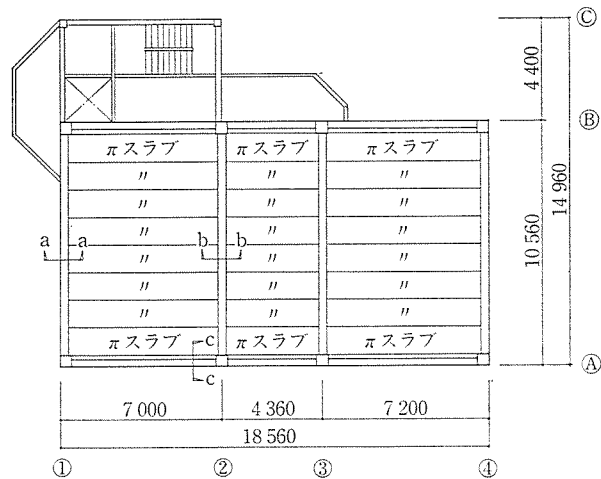 Ⓒ
4 400
Ⓑ
πスラブ πスラブ πスラブ
〃 〃 〃
〃 〃 〃
〃 〃 〃
a a b b
〃 〃 〃
〃 〃 〃
〃 〃 〃
πスラブ πスラブ πスラブ
c
c
10 560
14 960
Ⓐ
7 000 4 360 7 200
18 560
① ② ③ ④